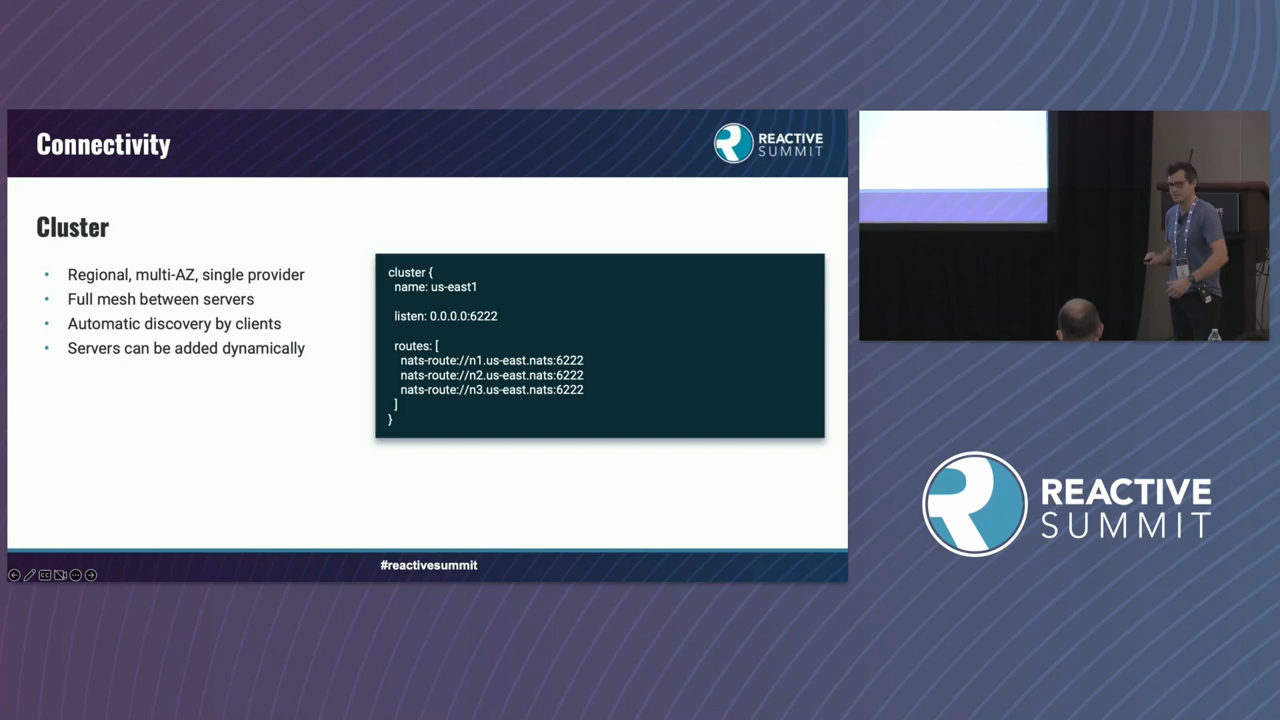 Connectivity
REACTIVE
SUMMIT
Cluster
• Regional, multi-AZ, single provider
• Full mesh between servers
• Automatic discovery by clients
• Servers can be added dynamically
cluster {
name: us-east1
listen: 0.0.0.0:6222
routes: [
nats-route://n1.us-east.nats:6222
nats-route://n2.us-east.nats:6222
nats-route://n3.us-east.nats:6222
]
}
#reactivesummit
REACTIVE
SUMMIT